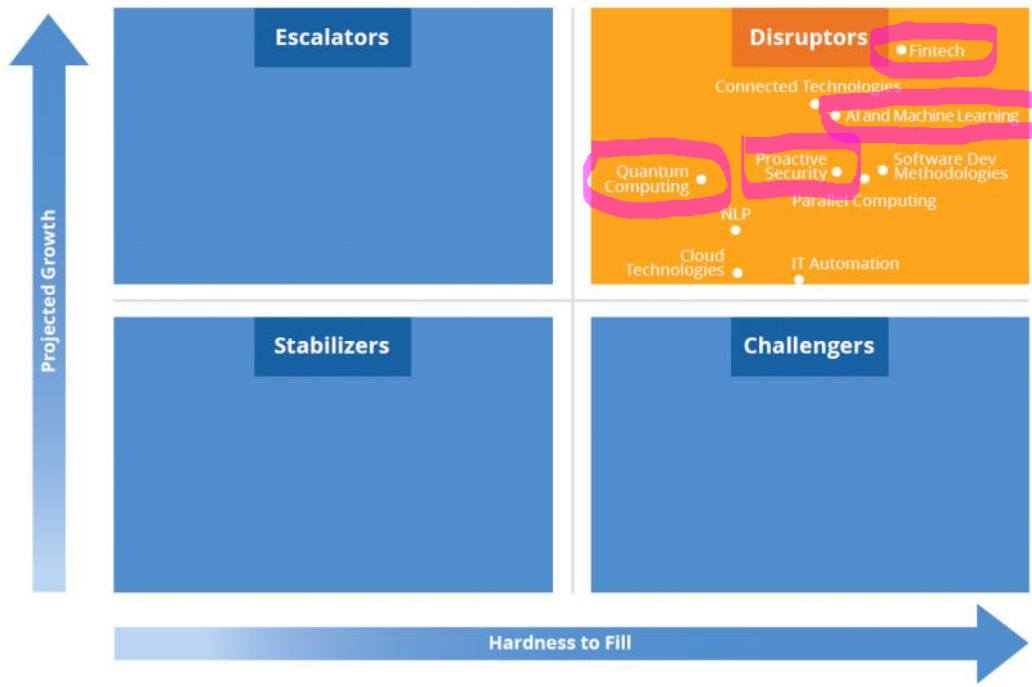 Escalators
Disruptors
Fintech
Connected Technologies
AI and Machine Learning
Proactive
Security
Software Dev
Methodologies
Quantum
Computing
Parallel Computing
NLP
Cloud
Technologies
IT Automation
Projected Growth
Stabilizers
Challengers
Hardness to Fill